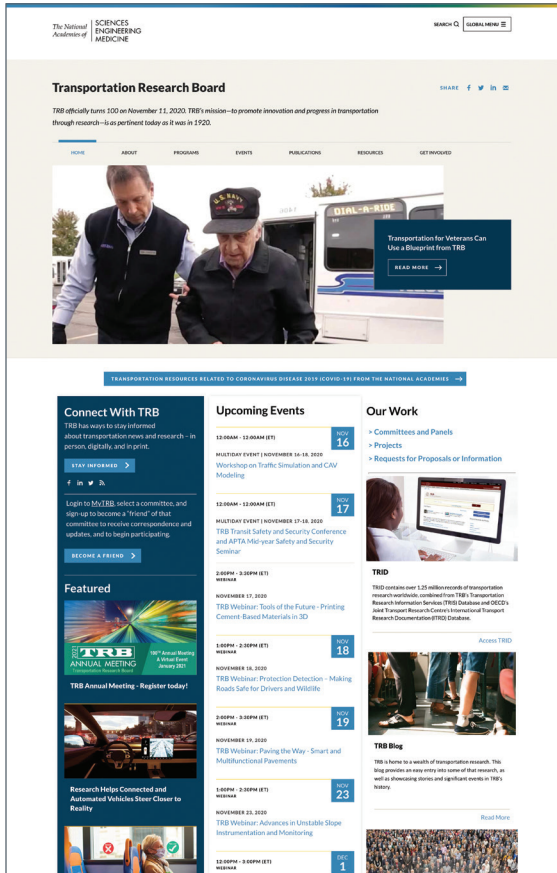 The National
Academies of
SCIENCES
ENGINEERING
MEDICINE
SEARCH
GLOBAL MENU
Transportation Research Board
SHARE
TRB officially turns 100 on November 11, 2020. TRB's mission—to promote innovation and progress in transportation
through research—is as pertinent today as it was in 1920.
HOME
ABOUT
PROGRAMS
EVENTS
PUBLICATIONS
RESOURCES
GET INVOLVED
U.S. NAVY
DIAL-A-RIDE
Transportation for Veterans Can
Use a Blueprint from TRB
READ MORE
TRANSPORTATION RESOURCES RELATED TO CORONAVIRUS DISEASE 2019 (COVID-19) FROM THE NATIONAL ACADEMIES
Connect With TRB
TRB has ways to stay informed
about transportation news and research – in
person, digitally, and in print.
STAY INFORMED
Login to MyTRB, select a committee, and
sign-up to become a "friend" of that
committee to receive correspondence and
updates, and to begin participating.
BECOME A FRIEND
Featured
2021
TRB
ANNUAL MEETING
Transportation Research Board
100th Annual Meeting
A Virtual Event
January 2021
TRB Annual Meeting - Register today!
Research Helps Connected and
Automated Vehicles Steer Closer to
Reality
Upcoming Events
12:00AM - 12:00AM (ET)
NOV
16
MULTIDAY EVENT | NOVEMBER 16-18, 2020
Workshop on Traffic Simulation and CAV
Modeling
12:00AM - 12:00AM (ET)
NOV
17
MULTIDAY EVENT | NOVEMBER 17-18, 2020
TRB Transit Safety and Security Conference
and APTA Mid-year Safety and Security
Seminar
2:00PM - 3:30PM (ET)
WEBINAR
NOVEMBER 17, 2020
TRB Webinar: Tools of the Future - Printing
Cement-Based Materials in 3D
1:00PM - 2:30PM (ET)
WEBINAR
NOV
18
NOVEMBER 18, 2020
TRB Webinar: Protection Detection – Making
Roads Safe for Drivers and Wildlife
2:00PM - 3:30PM (ET)
WEBINAR
NOV
19
NOVEMBER 19, 2020
TRB Webinar: Paving the Way - Smart and
Multifunctional Pavements
1:00PM - 2:30PM (ET)
WEBINAR
NOV
23
NOVEMBER 23, 2020
TRB Webinar: Advances in Unstable Slope
Instrumentation and Monitoring
12:00PM - 3:00PM (ET)
WEBINAR
DEC
1
Our Work
> Committees and Panels
> Projects
> Requests for Proposals or Information
TRID
TRID contains over 1.25 million records of transportation
research worldwide, combined from TRB's Transportation
Research Information Services (TRIS) Database and OECD's
Joint Transport Research Centre's International Transport
Research Documentation (ITRD) Database.
Access TRID
TRB Blog
TRB is home to a wealth of transportation research. This
blog provides an easy entry into some of that research, as
well as showcasing stories and significant events in TRB's
history.
Read More